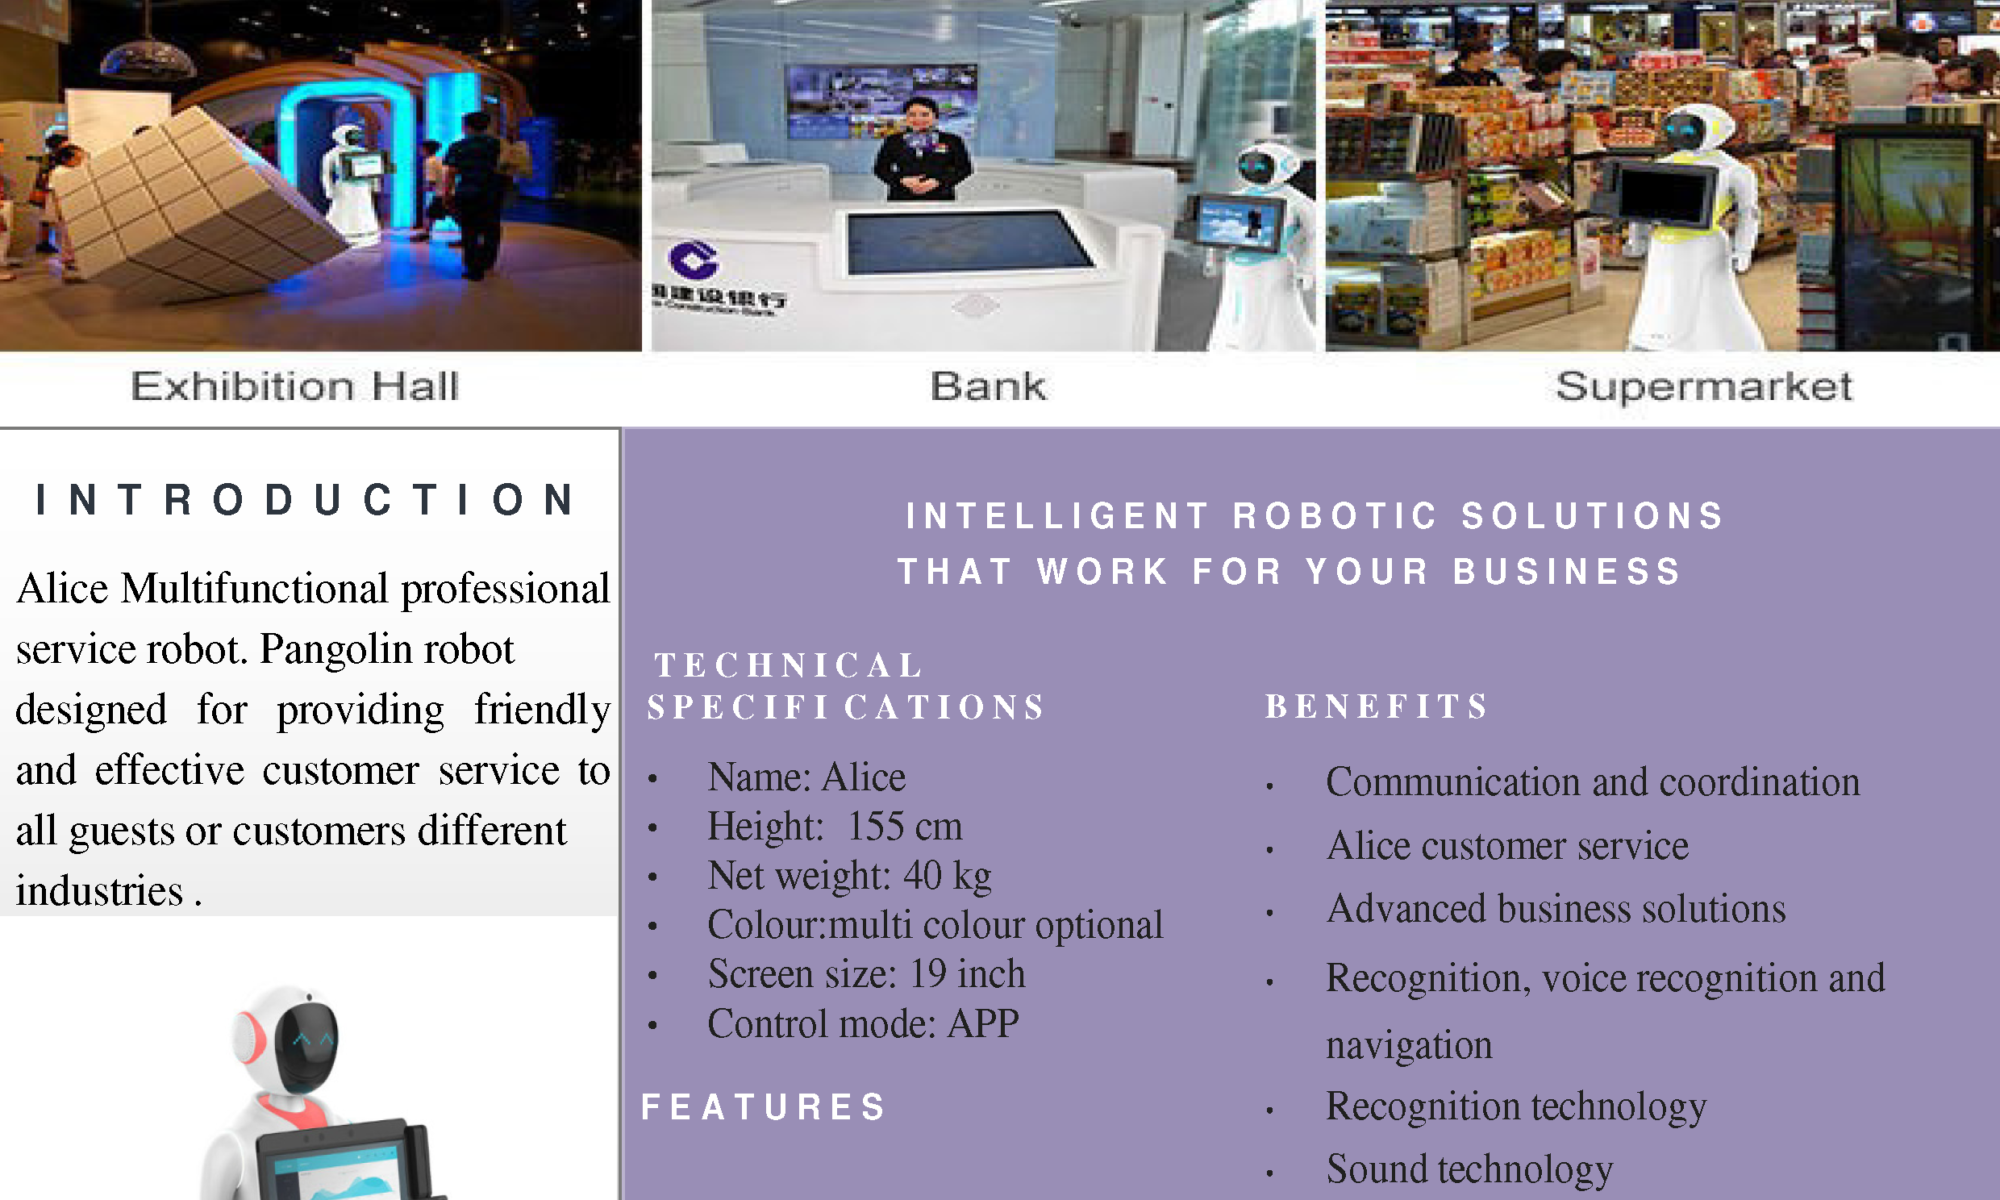 建设银行
Construction Bank
Exhibition Hall
Bank
Supermarket
INTRODUCTION
Alice Multifunctional professional
service robot. Pangolin robot
designed for providing friendly
and effective customer service to
all guests or customers different
industries .
INTELLIGENT ROBOTIC SOLUTIONS
THAT WORK FOR YOUR BUSINESS
TECHNICAL
SPECIFICATIONS
• Name: Alice
• Height: 155 cm
• Net weight: 40 kg
• Colour:multi colour optional
• Screen size: 19 inch
• Control mode: APP
FEATURES
BENEFITS
• Communication and coordination
• Alice customer service
• Advanced business solutions
• Recognition, voice recognition and
navigation
• Recognition technology
• Sound technology